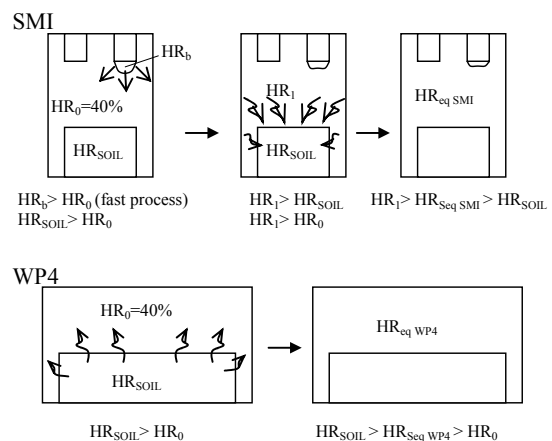 SMI
HR_b
HR_0=40%
HR_SOIL
HR_b> HR_0 (fast process)
HR_SOIL> HR_0
HR_1
HR_SOIL
HR_1> HR_SOIL
HR_1> HR_0
HR_eq SMI
HR_1> HR_Seq SMI> HR_SOIL
WP4
HR_0=40%
HR_SOIL
HR_SOIL> HR_0
HR_eq WP4
HR_SOIL > HR_Seq WP4 > HR_0